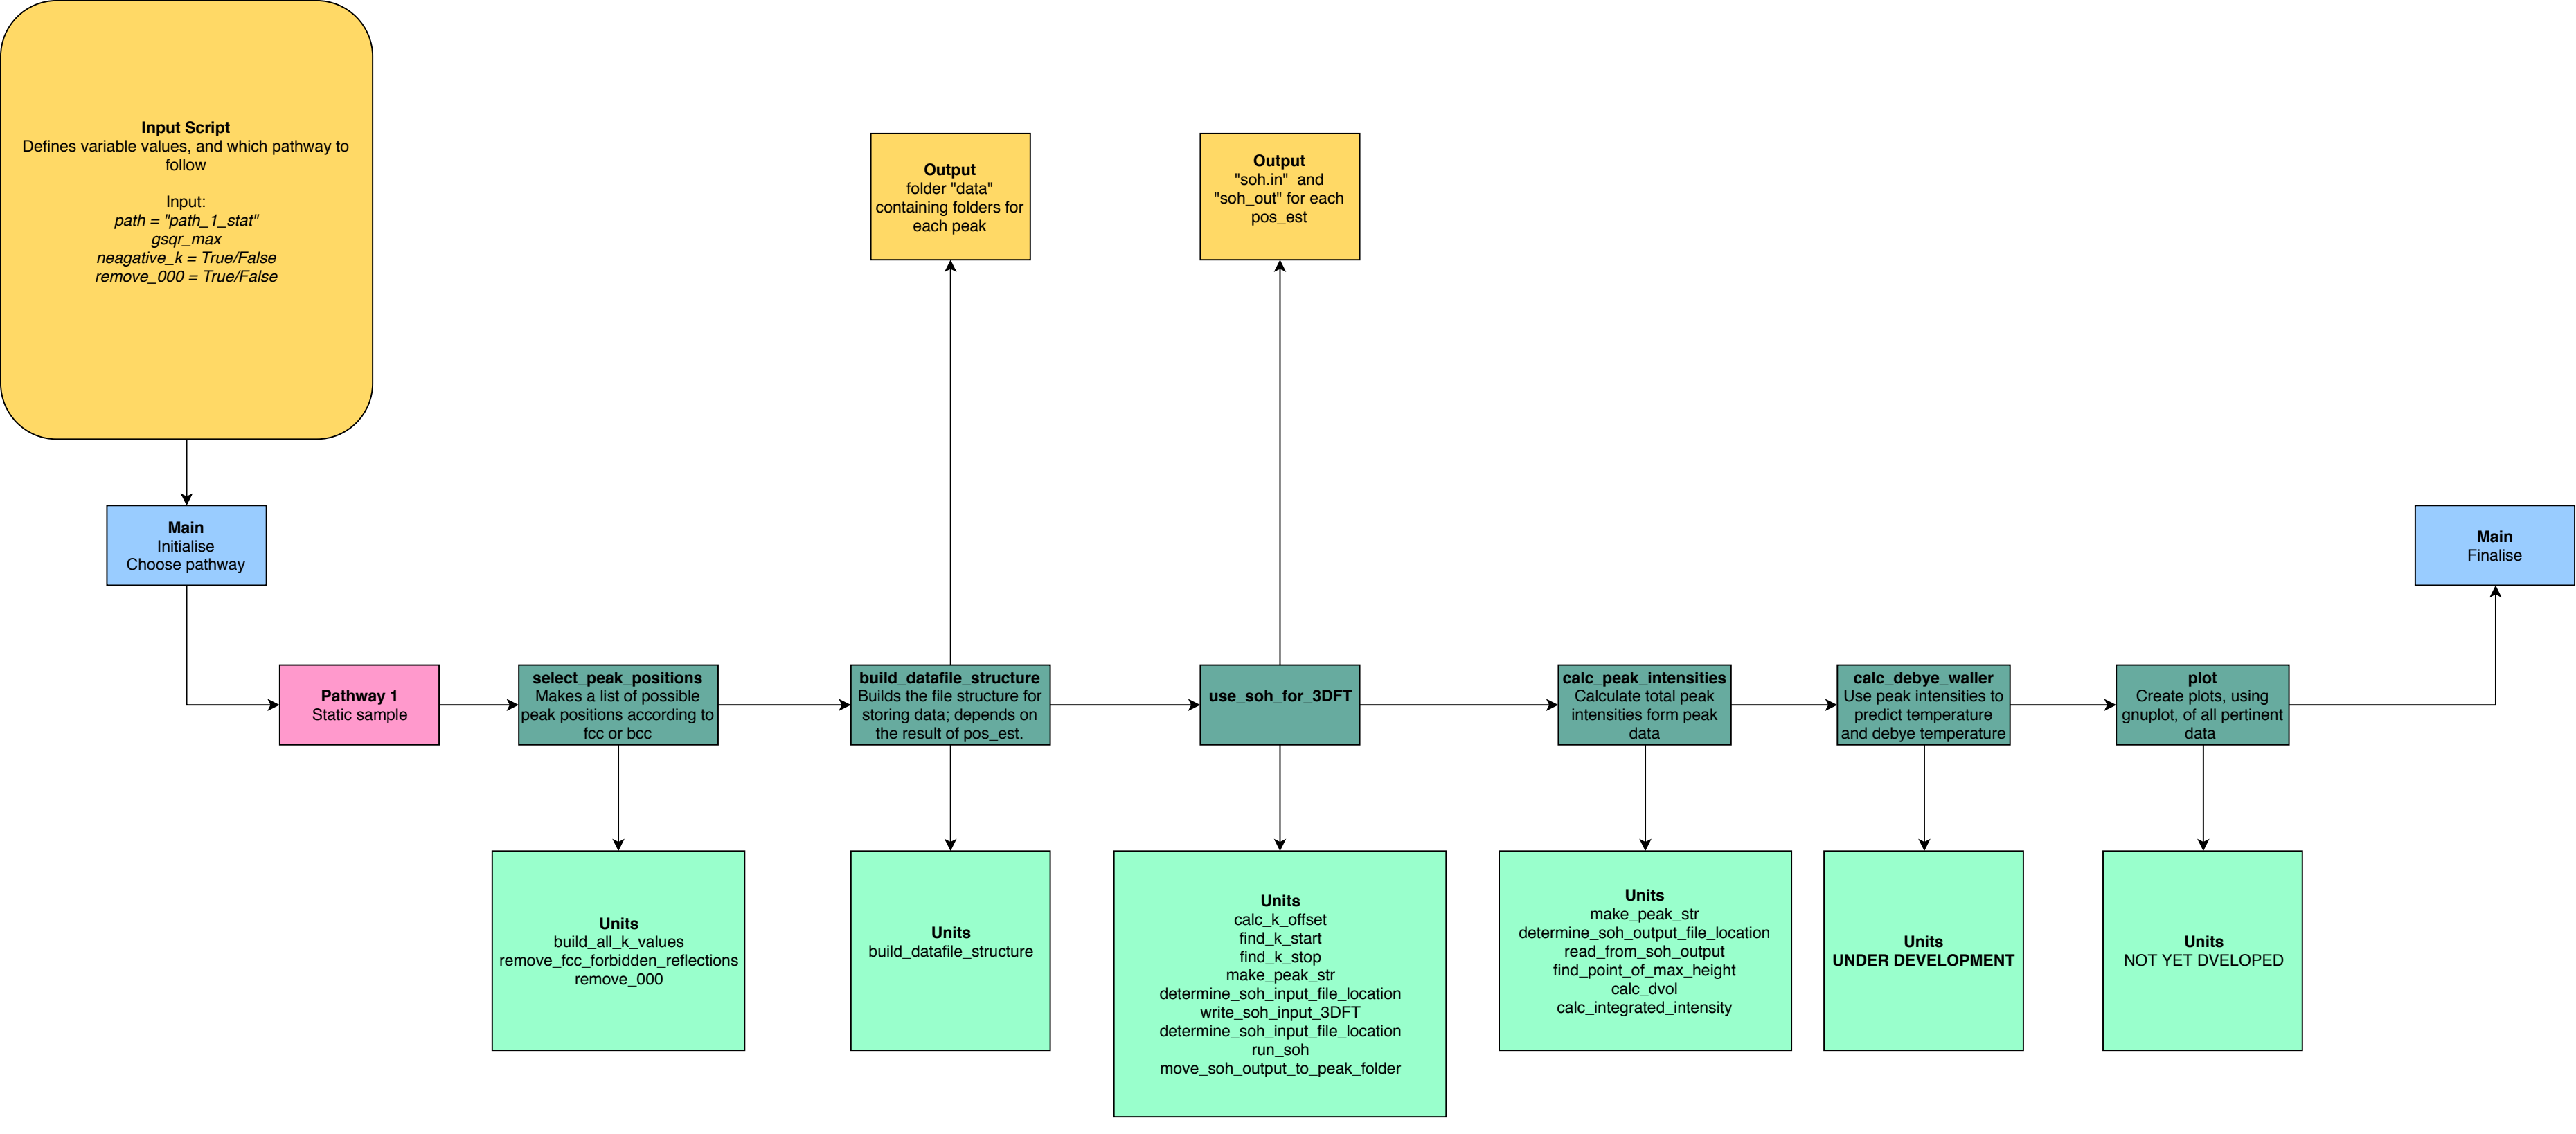 Input Script
Defines variable values, and which pathway to
follow
Input:
path = "path_1_stat"
gsqr_max
neagative_k = True/False
remove_000 = True/False
Output
folder "data"
containing folders for
each peak
Output
"soh.in"  and
"soh_out" for each
pos_est
Main
Initialise
Choose pathway
Main
Finalise
Pathway 1
Static sample
select_peak_positions
Makes a list of possible
peak positions according to
fcc or bcc
build_datafile_structure
Builds the file structure for
storing data; depends on
the result of pos_est.
use_soh_for_3DFT
calc_peak_intensities
Calculate total peak
intensities form peak
data
calc_debye_waller
Use peak intensities to
predict temperature
and debye temperature
plot
Create plots, using
gnuplot, of all pertinent
data
Units
build_all_k_values
remove_fcc_forbidden_reflections
remove_000
Units
build_datafile_structure
Units
calc_k_offset
find_k_start
find_k_stop
make_peak_str
determine_soh_input_file_location
write_soh_input_3DFT
determine_soh_input_file_location
run_soh
move_soh_output_to_peak_folder
Units
make_peak_str
determine_soh_output_file_location
read_from_soh_output
find_point_of_max_height
calc_dvol
calc_integrated_intensity
Units
UNDER DEVELOPMENT
Units
NOT YET DVELOPED